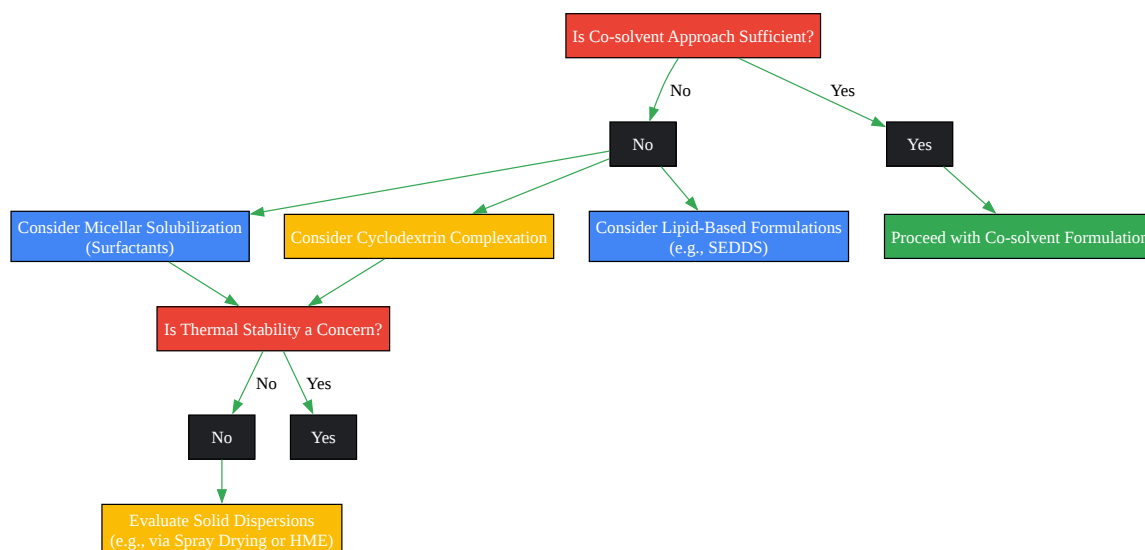 Is Co-solvent Approach Sufficient?
No
Yes
No
Yes
Consider Micellar Solubilization
(Surfactants)
Consider Cyclodextrin Complexation
Consider Lipid-Based Formulations
(e.g., SEDDS)
Proceed with Co-solvent Formulation
Is Thermal Stability a Concern?
No
Yes
No
Yes
Evaluate Solid Dispersions
(e.g., via Spray Drying or HME)